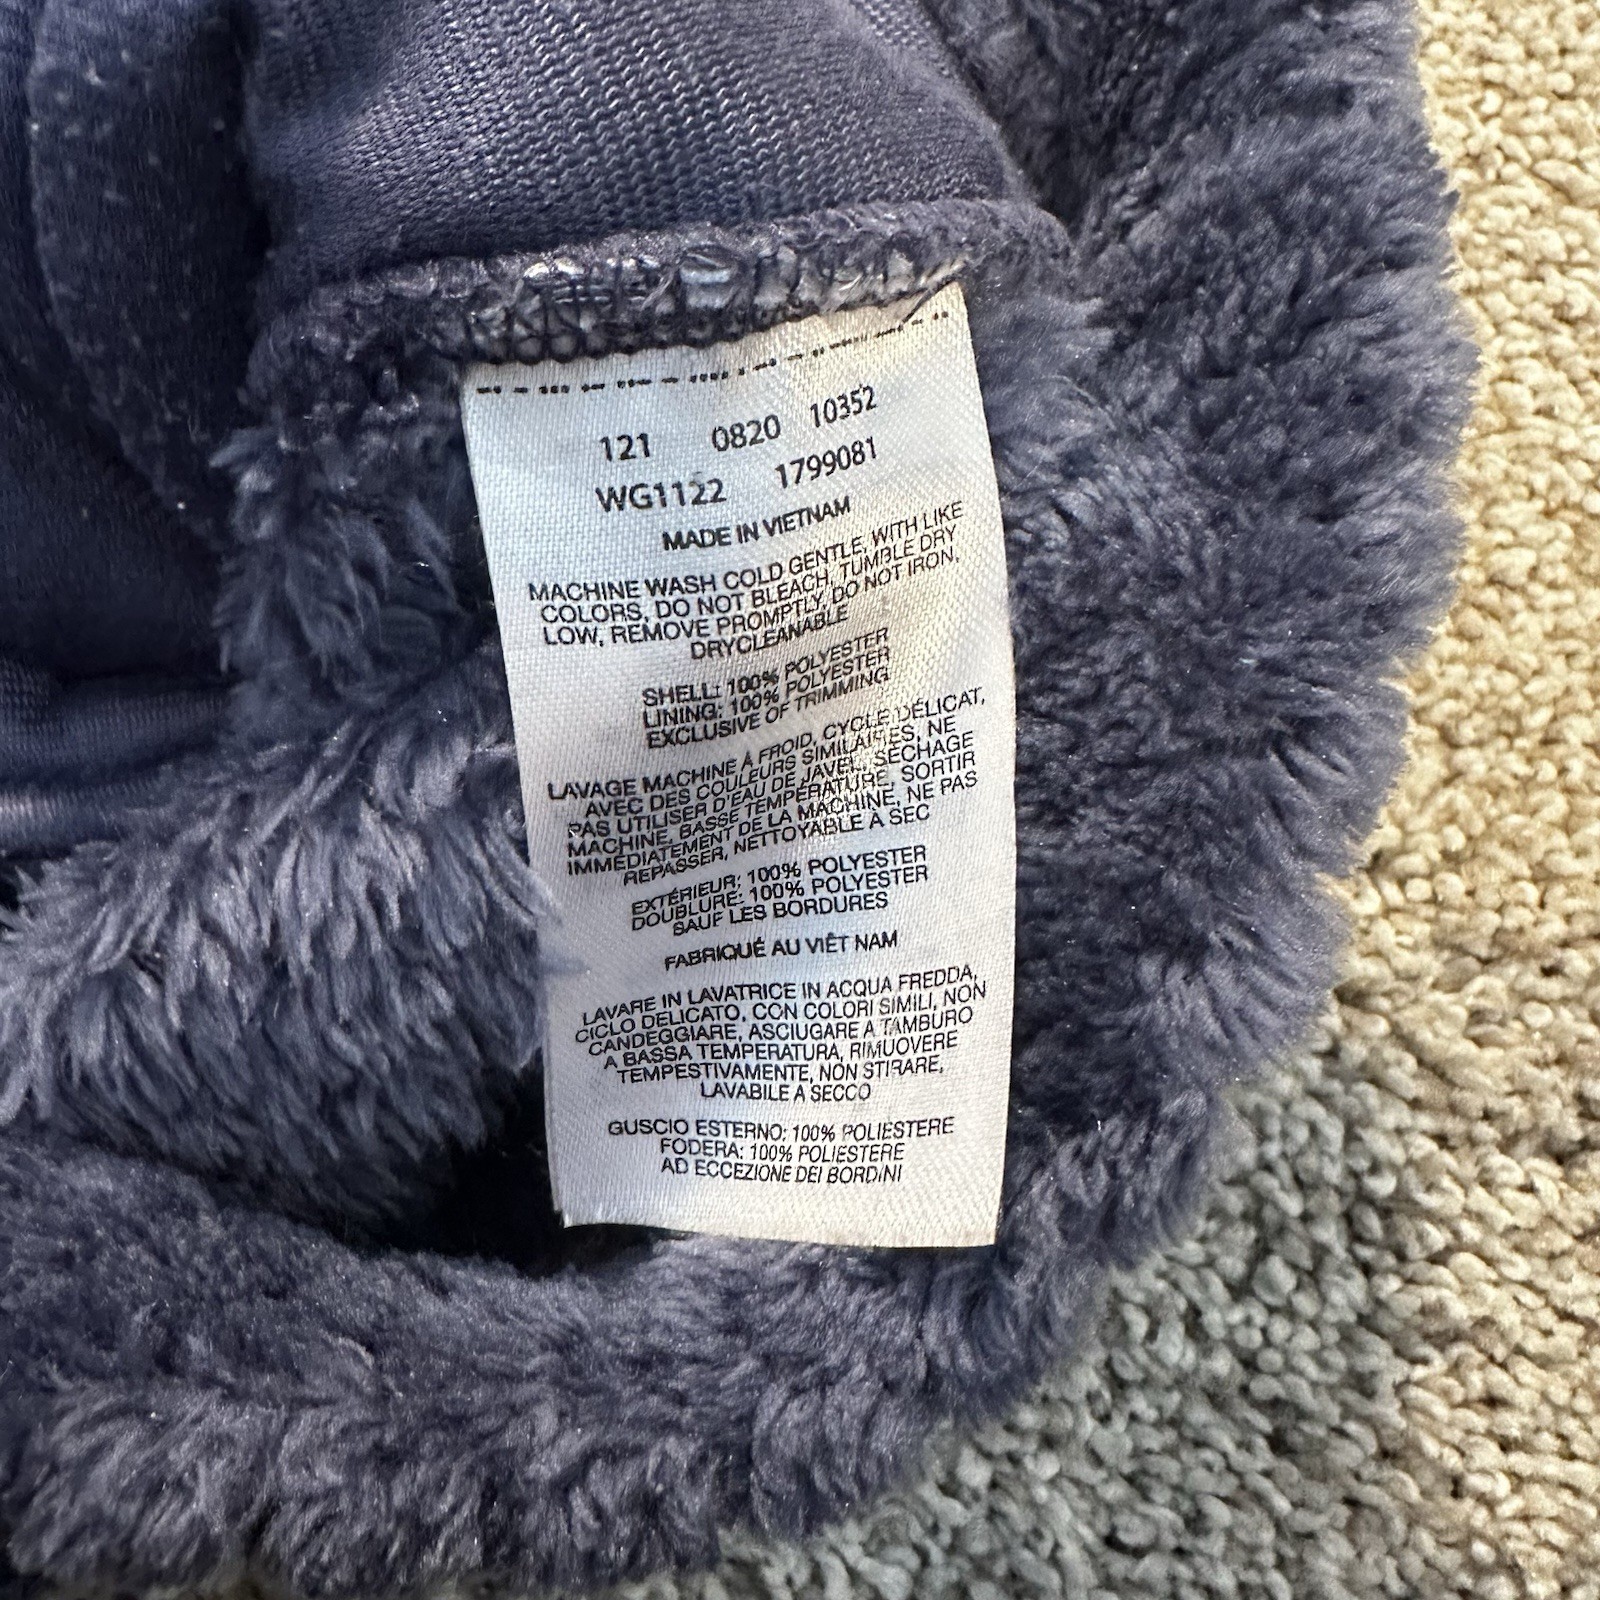 121 0820 10352
WG1122 1799081
MADE IN VIETNAM
MACHINE WASH COLD GENTLE, WITH LIKE
COLORS, DO NOT BLEACH, TUMBLE DRY
LOW, REMOVE PROMPTLY, DO NOT IRON,
DRYCLEANABLE
SHELL: 100% POLYESTER
LINING: 100% POLYESTER
EXCLUSIVE OF TRIMMING
LAVAGE MACHINE À FROID, CYCLE DÉLICAT,
AVEC DES COULEURS SIMILAIRES, NE
PAS UTILISER D'EAU DE JAVEL, SÉCHAGE
MACHINE, BASSE TEMPÉRATURE, SORTIR
IMMÉDIATEMENT DE LA MACHINE, NE PAS
REPASSER, NETTOYABLE À SEC
EXTÉRIEUR: 100% POLYESTER
DOUBLURE: 100% POLYESTER
SAUF LES BORDURES
FABRIQUÉ AU VIÊT NAM
LAVARE IN LAVATRICE IN ACQUA FREDDA,
CICLO DELICATO, CON COLORI SIMILI, NON
CANDEGGIARE, ASCIUGARE A TAMBURO
A BASSA TEMPERATURA, RIMUOVERE
TEMPESTIVAMENTE, NON STIRARE,
LAVABILE A SECCO
GUSCIO ESTERNO: 100% POLIESTERE
FODERA: 100% POLIESTERE
AD ECCEZIONE DEI BORDINI